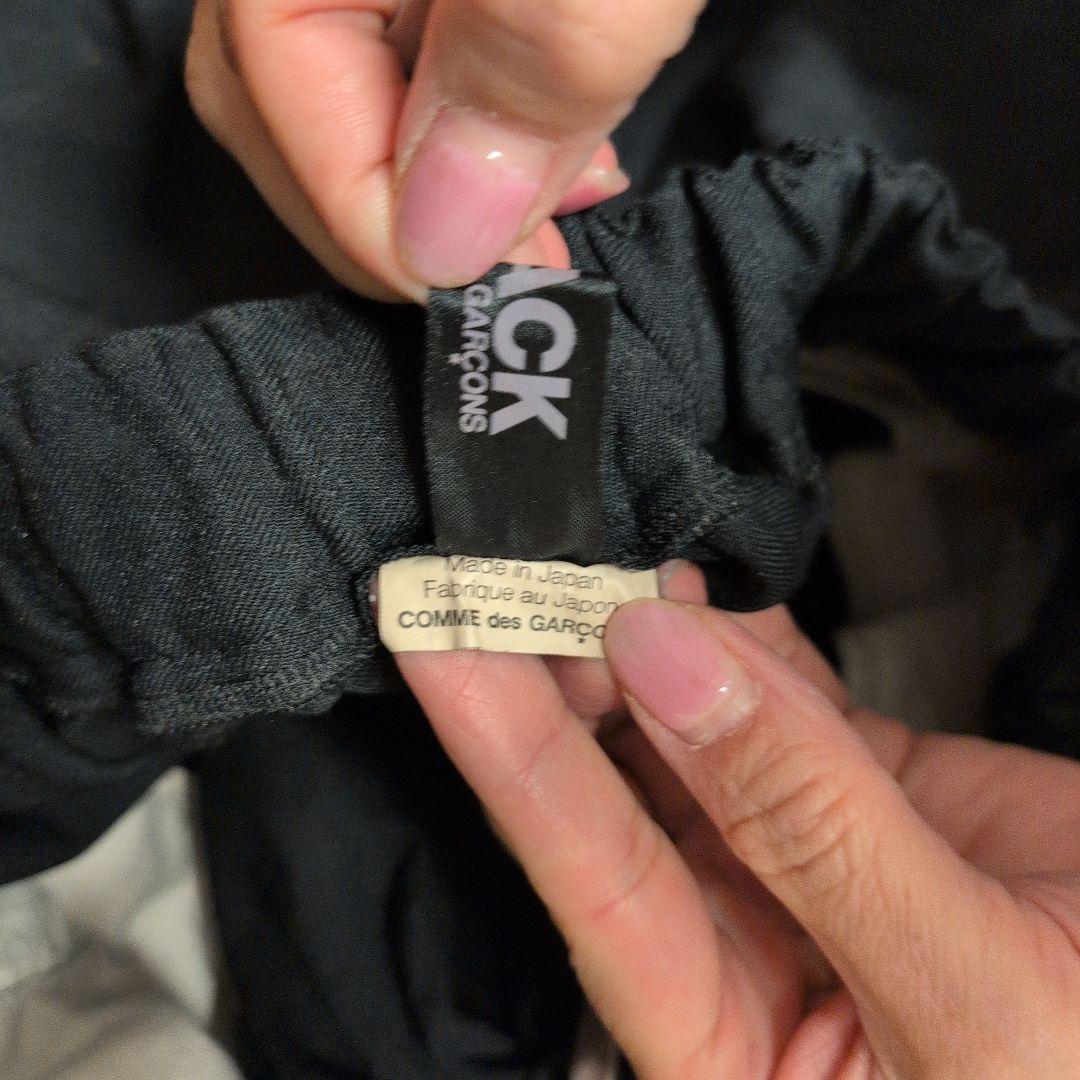 ACK
GARÇONS
Made in Japan
Fabrique au Japon
COMME des GARÇO